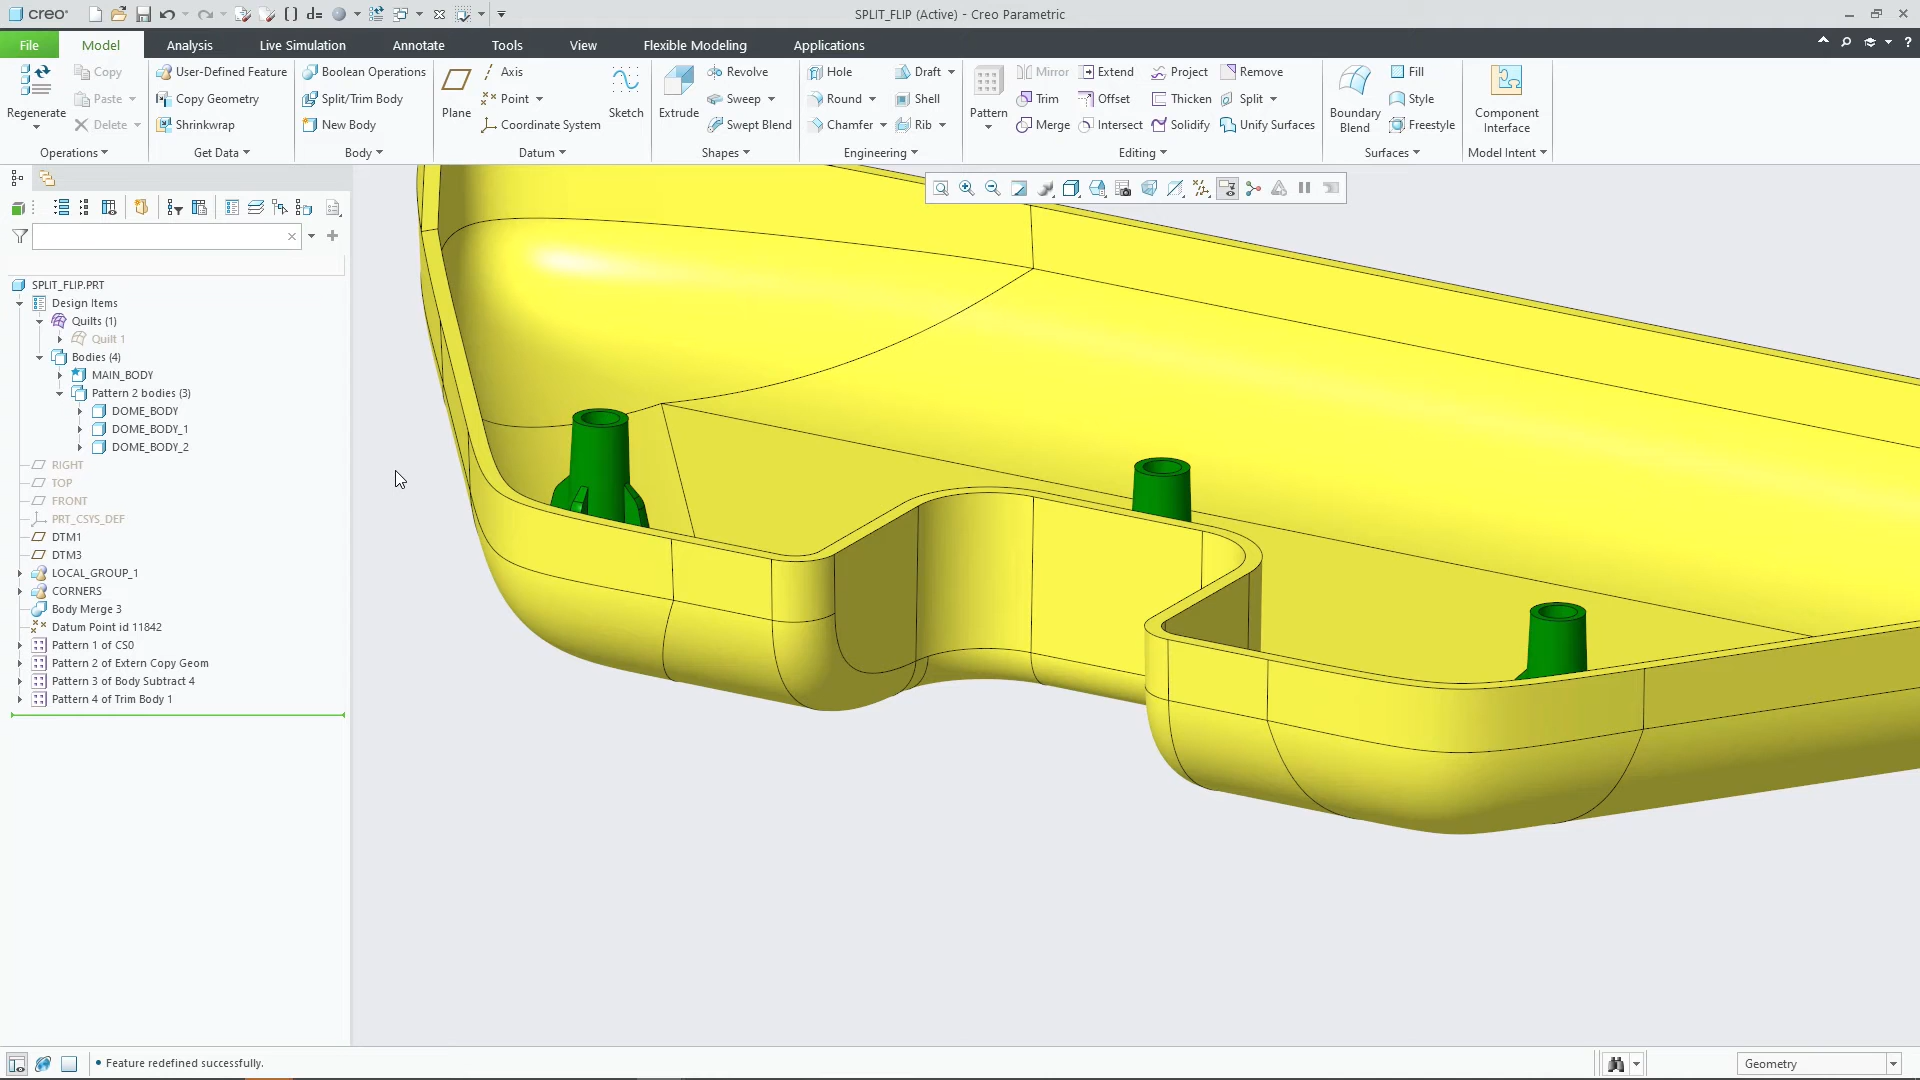 creo
d=
SPLIT_FLIP (Active) - Creo Parametric
File
Model
Analysis
Live Simulation
Annotate
Tools
View
Flexible Modeling
Applications
?
Regenerate
Copy
Paste
Delete
Operations
User-Defined Feature
Copy Geometry
Shrinkwrap
Get Data
Boolean Operations
Split/Trim Body
New Body
Body
Plane
Axis
Point
Coordinate System
Sketch
Datum
Extrude
Revolve
Sweep
Swept Blend
Shapes
Hole
Round
Chamfer
Draft
Shell
Rib
Engineering
Pattern
Mirror
Trim
Merge
Extend
Offset
Intersect
Project
Thicken
Solidify
Remove
Split
Unify Surfaces
Editing
Boundary
Blend
Fill
Style
Freestyle
Surfaces
Component
Interface
Model Intent
SPLIT_FLIP.PRT
Design Items
Quilts (1)
Quilt 1
Bodies (4)
MAIN_BODY
Pattern 2 bodies (3)
DOME_BODY
DOME_BODY_1
DOME_BODY_2
RIGHT
TOP
FRONT
PRT_CSYS_DEF
DTM1
DTM3
LOCAL_GROUP_1
CORNERS
Body Merge 3
Datum Point id 11842
Pattern 1 of CS0
Pattern 2 of Extern Copy Geom
Pattern 3 of Body Subtract 4
Pattern 4 of Trim Body 1
• Feature redefined successfully.
Geometry